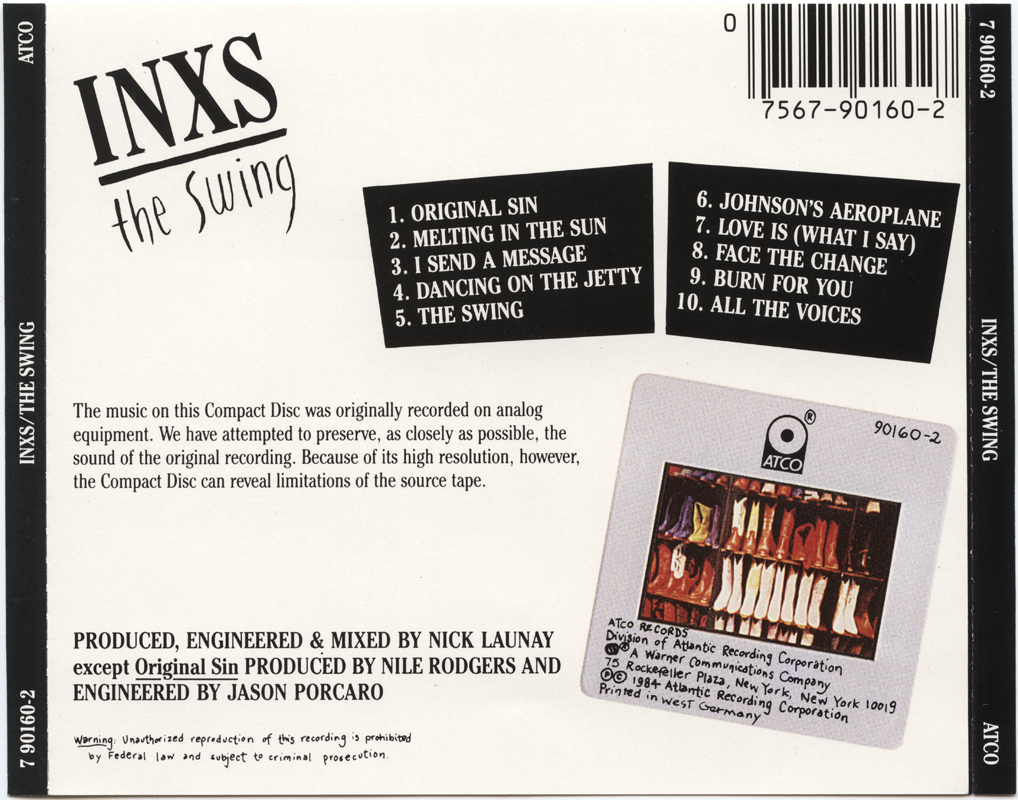 ATCO
INXS/THE SWING
7 90160-2
INXS
the swing
0
7567-90160-2
1. ORIGINAL SIN
2. MELTING IN THE SUN
3. I SEND A MESSAGE
4. DANCING ON THE JETTY
5. THE SWING
6. JOHNSON'S AEROPLANE
7. LOVE IS (WHAT I SAY)
8. FACE THE CHANGE
9. BURN FOR YOU
10. ALL THE VOICES
The music on this Compact Disc was originally recorded on analog
equipment. We have attempted to preserve, as closely as possible, the
sound of the original recording. Because of its high resolution, however,
the Compact Disc can reveal limitations of the source tape.
®
ATCO
90160-2
ATCO RECORDS
Division of Atlantic Recording Corporation
® A Warner Communications Company
75 Rockefeller Plaza, New York, New York 10019
℗© 1984 Atlantic Recording Corporation
Printed in West Germany
PRODUCED, ENGINEERED & MIXED BY NICK LAUNAY
except Original Sin PRODUCED BY NILE RODGERS AND
ENGINEERED BY JASON PORCARO
Warning: Unauthorized reproduction of this recording is prohibited
by Federal law and subject to criminal prosecution.
7 90160-2
INXS/THE SWING
ATCO